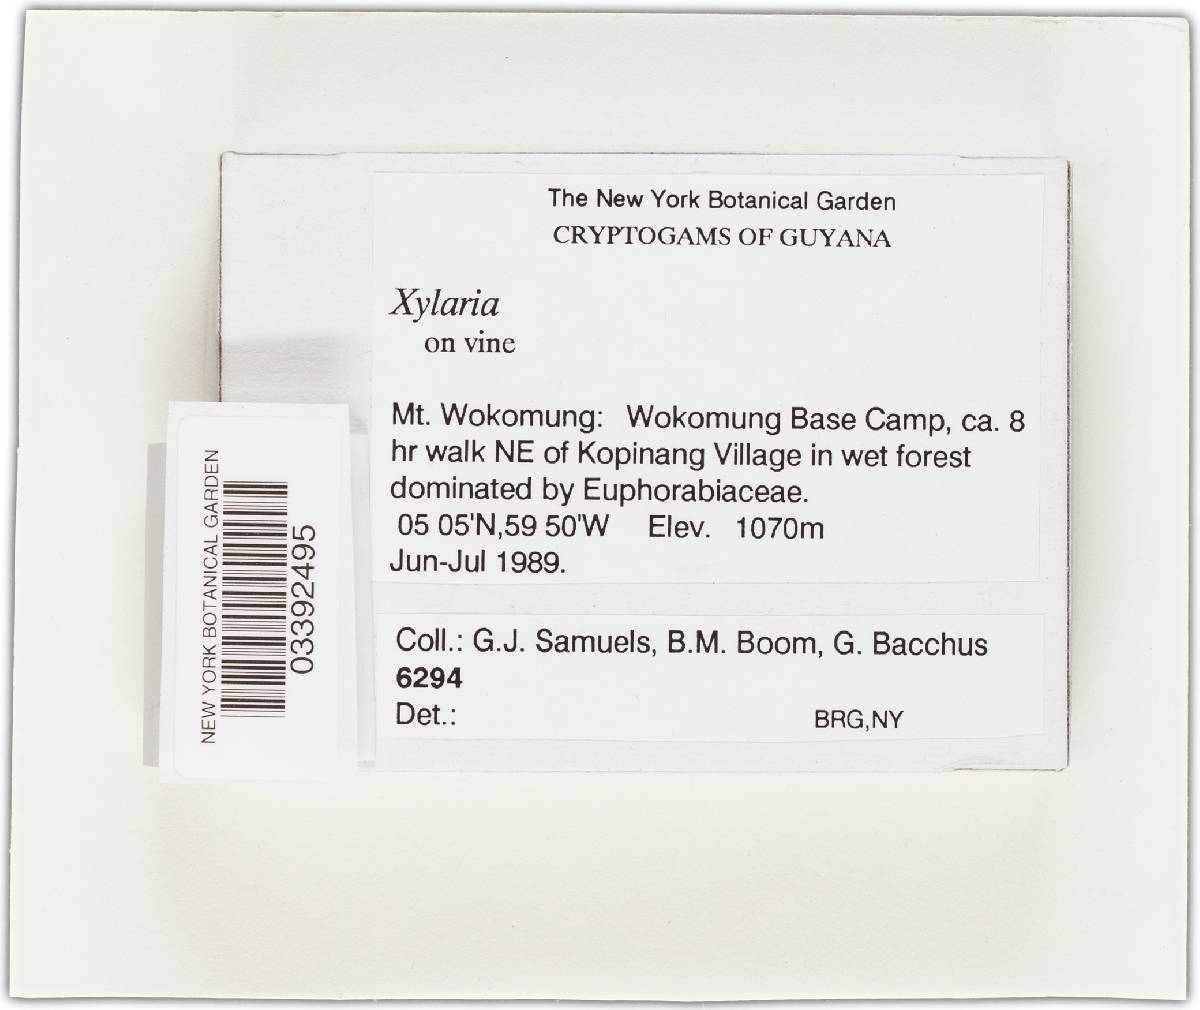 The New York Botanical Garden
CRYPTOGAMS OF GUYANA
Xylaria
on vine
Mt. Wokomung: Wokomung Base Camp, ca. 8
hr walk NE of Kopinang Village in wet forest
dominated by Euphorabiaceae.
05 05'N,59 50'W Elev. 1070m
Jun-Jul 1989.
Coll.: G.J. Samuels, B.M. Boom, G. Bacchus
6294
Det.: BRG,NY
NEW YORK BOTANICAL GARDEN
03392495